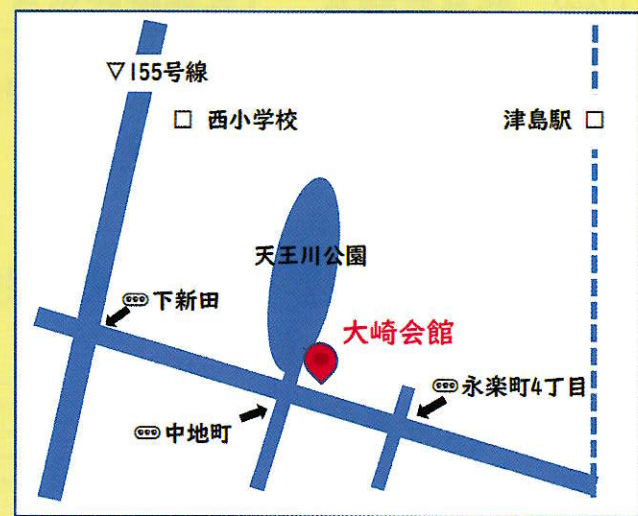 ▽155号線
□ 西小学校
津島駅 □
天王川公園
下新田
大崎会館
永楽町4丁目
中地町